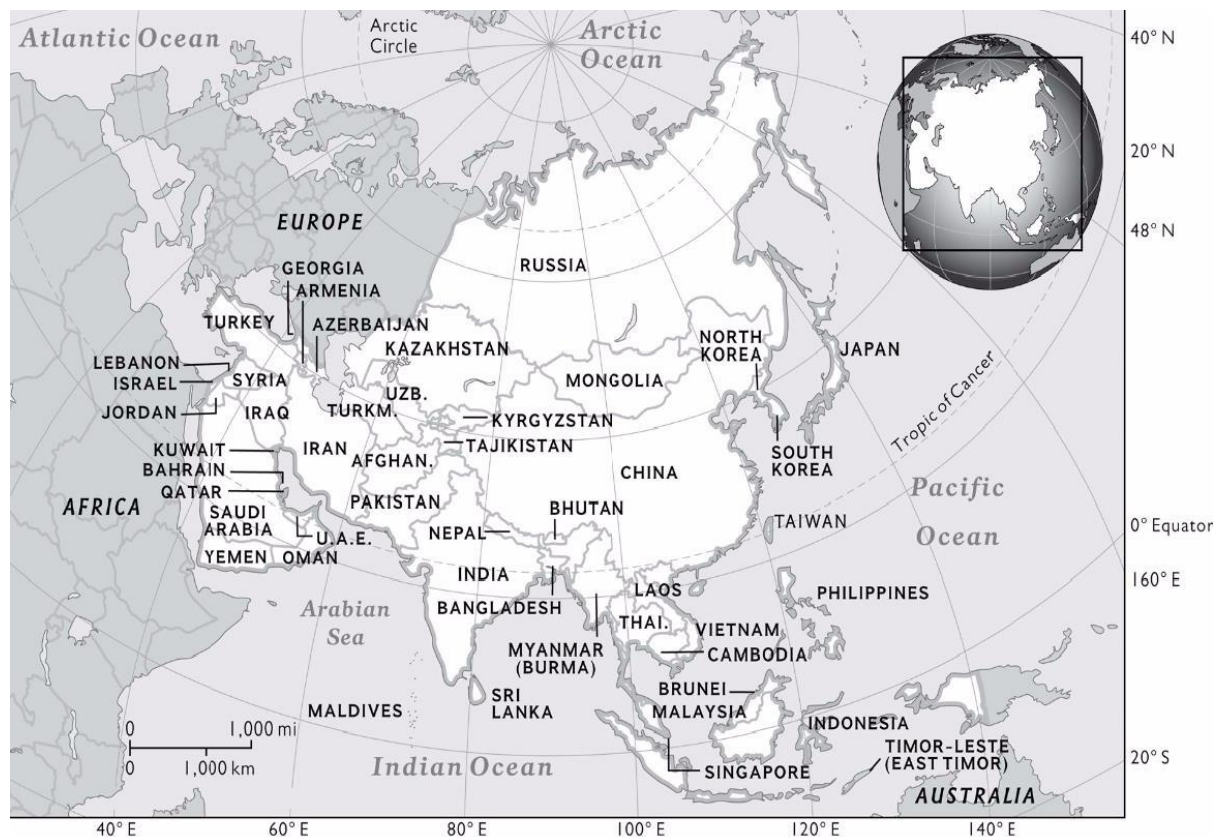 Atlantic Ocean
Arctic
Circle
Arctic
Ocean
40° N
20° N
48° N
EUROPE
RUSSIA
GEORGIA
ARMENIA
TURKEY
AZERBAIJAN
KAZAKHSTAN
NORTH
KOREA
JAPAN
LEBANON
ISRAEL
SYRIA
MONGOLIA
UZB.
JORDAN
IRAQ
TURKM.
KYRGYZSTAN
Tropic of Cancer
KUWAIT
IRAN
TAJIKISTAN
AFGHAN.
SOUTH
KOREA
BAHRAIN
CHINA
QATAR
PAKISTAN
AFRICA
Pacific
Ocean
SAUDI
ARABIA
BHUTAN
TAIWAN
0° Equator
U.A.E.
NEPAL
YEMEN
OMAN
INDIA
160° E
LAOS
PHILIPPINES
BANGLADESH
Arabian
Sea
THAI.
VIETNAM
MYANMAR
(BURMA)
CAMBODIA
BRUNEI
SRI
LANKA
MALDIVES
MALAYSIA
INDONESIA
0
1,000 mi
0
1,000 km
Indian Ocean
SINGAPORE
TIMOR-LESTE
(EAST TIMOR)
20° S
AUSTRALIA
40° E
60° E
80° E
100° E
120° E
140° E